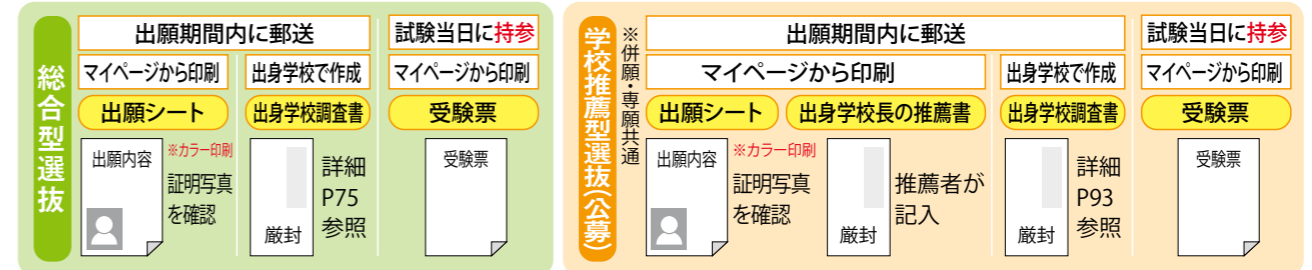 総合型選抜
出願期間内に郵送
試験当日に持参
マイページから印刷
出身学校で作成
マイページから印刷
出願シート
出身学校調査書
受験票
出願内容
※カラー印刷
証明写真
を確認
厳封
詳細
P75
参照
受験票
学校推薦型選抜(公募)
※併願・専願共通
出願期間内に郵送
試験当日に持参
マイページから印刷
出身学校で作成
マイページから印刷
出願シート
出身学校長の推薦書
出身学校調査書
受験票
出願内容
※カラー印刷
証明写真
を確認
厳封
推薦者が
記入
厳封
詳細
P93
参照
受験票